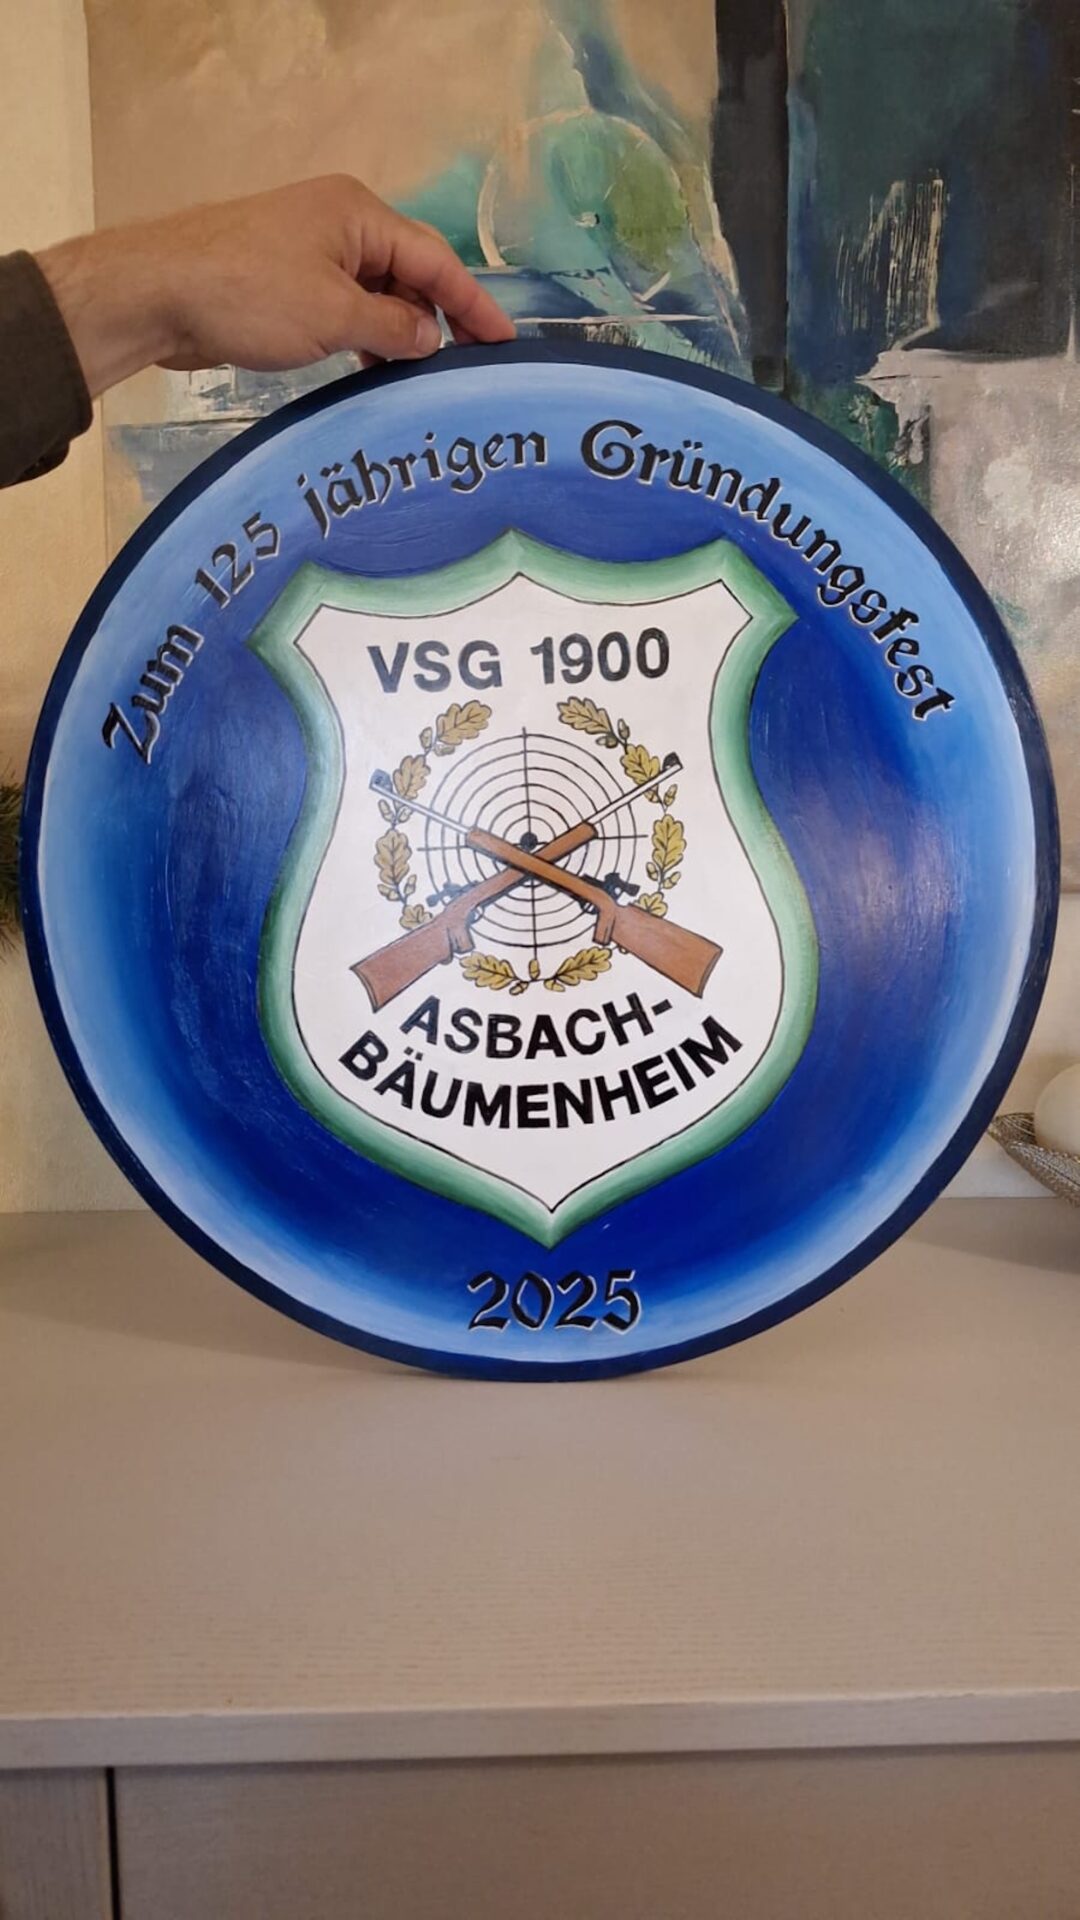 Zum 125 jährigen Gründungsfest
VSG 1900
ASBACH-
BÄUMENHEIM
2025